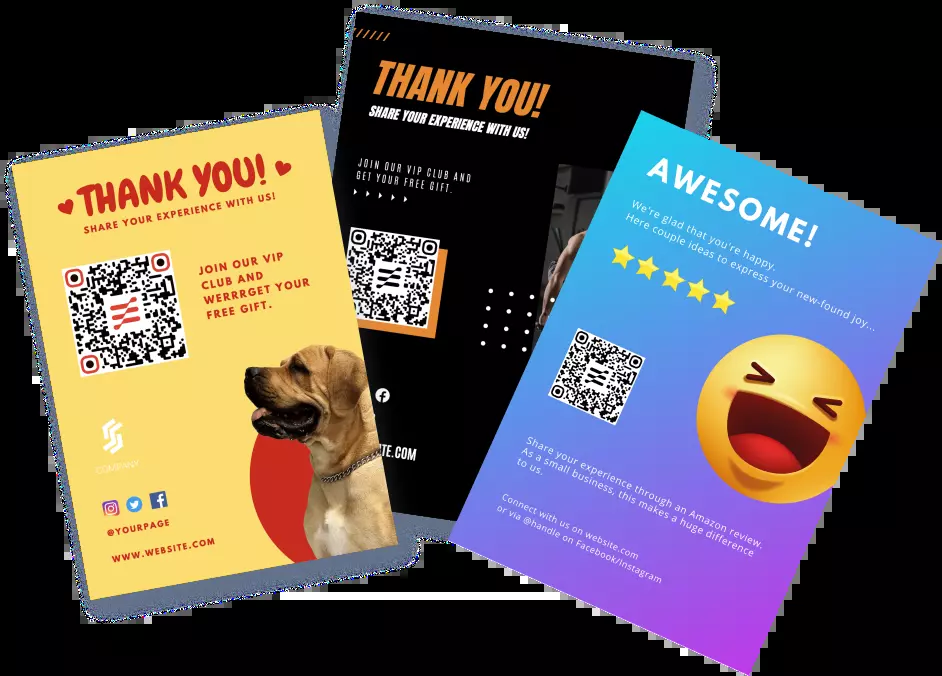 THANK YOU!
SHARE YOUR EXPERIENCE WITH US!
JOIN OUR VIP
CLUB AND
WERRRGET YOUR
FREE GIFT.
COMPANY
@YOURPAGE
WWW.WEBSITE.COM
THANK YOU!
SHARE YOUR EXPERIENCE WITH US!
JOIN OUR VIP CLUB AND
GET YOUR FREE GIFT.
ITE.COM
AWESOME!
We're glad that you're happy.
Here couple ideas to express your new-found joy...
Share your experience through an Amazon review.
As a small business, this makes a huge difference
to us.
Connect with us on website.com
or via @handle on Facebook/Instagram